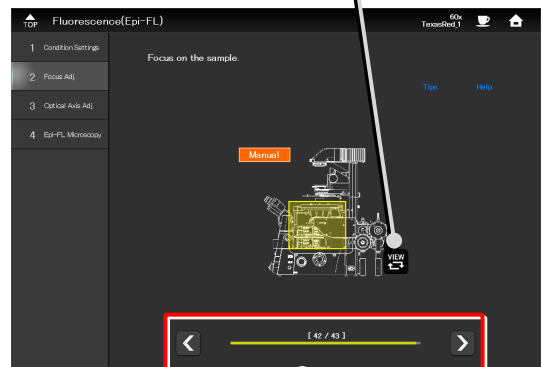 TOP
Fluorescence(Epi-FL)
60x
TexasRed_1
1 Condition Settings
2 Focus Adj.
3 Optical Axis Adj.
4 Epi-FL Microscopy
Focus on the sample.
Tips Help
Manual
VIEW
[ 42 / 43 ]